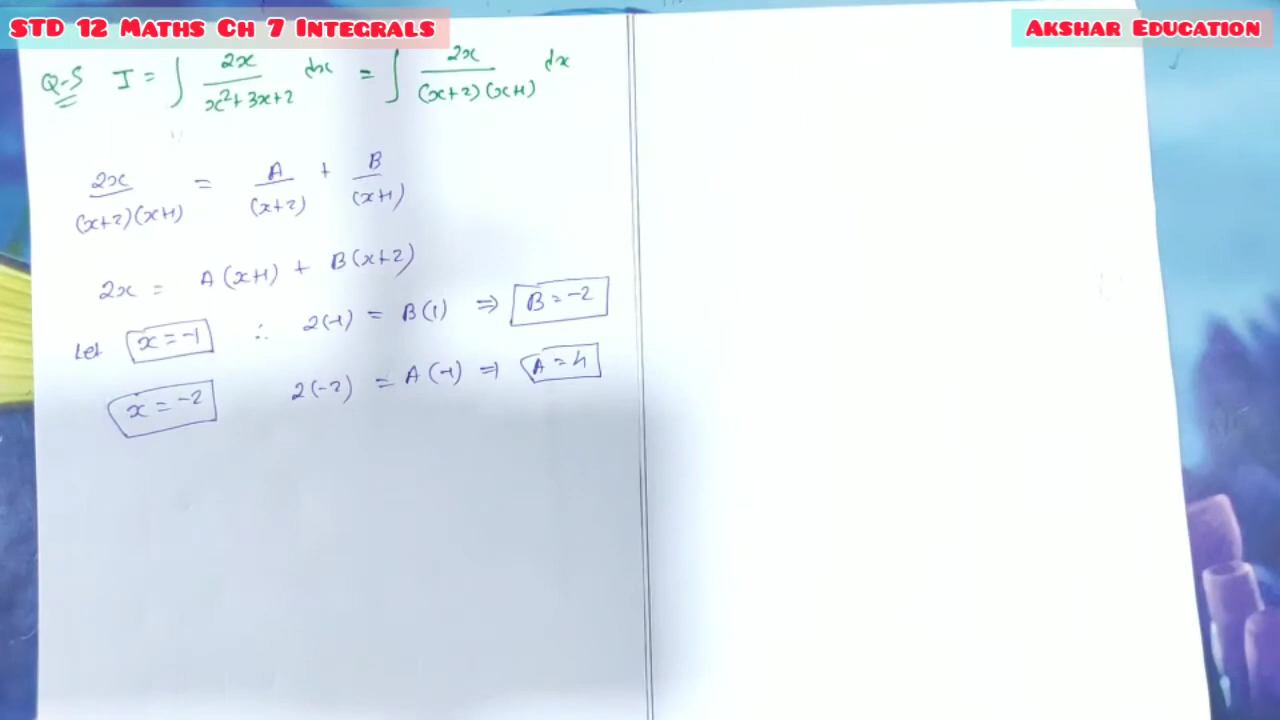 STD 12 Maths Ch 7 Integrals
Akshar Education
Q-5 I = ∫ 2x / (x²+3x+2) dx = ∫ 2x / (x+2)(x+1) dx
2x / (x+2)(x+1) = A / (x+2) + B / (x+1)
2x = A(x+1) + B(x+2)
Let x = -1 ∴ 2(-1) = B(1) ⇒ B = -2
x = -2 2(-2) = A(-1) ⇒ A = 4